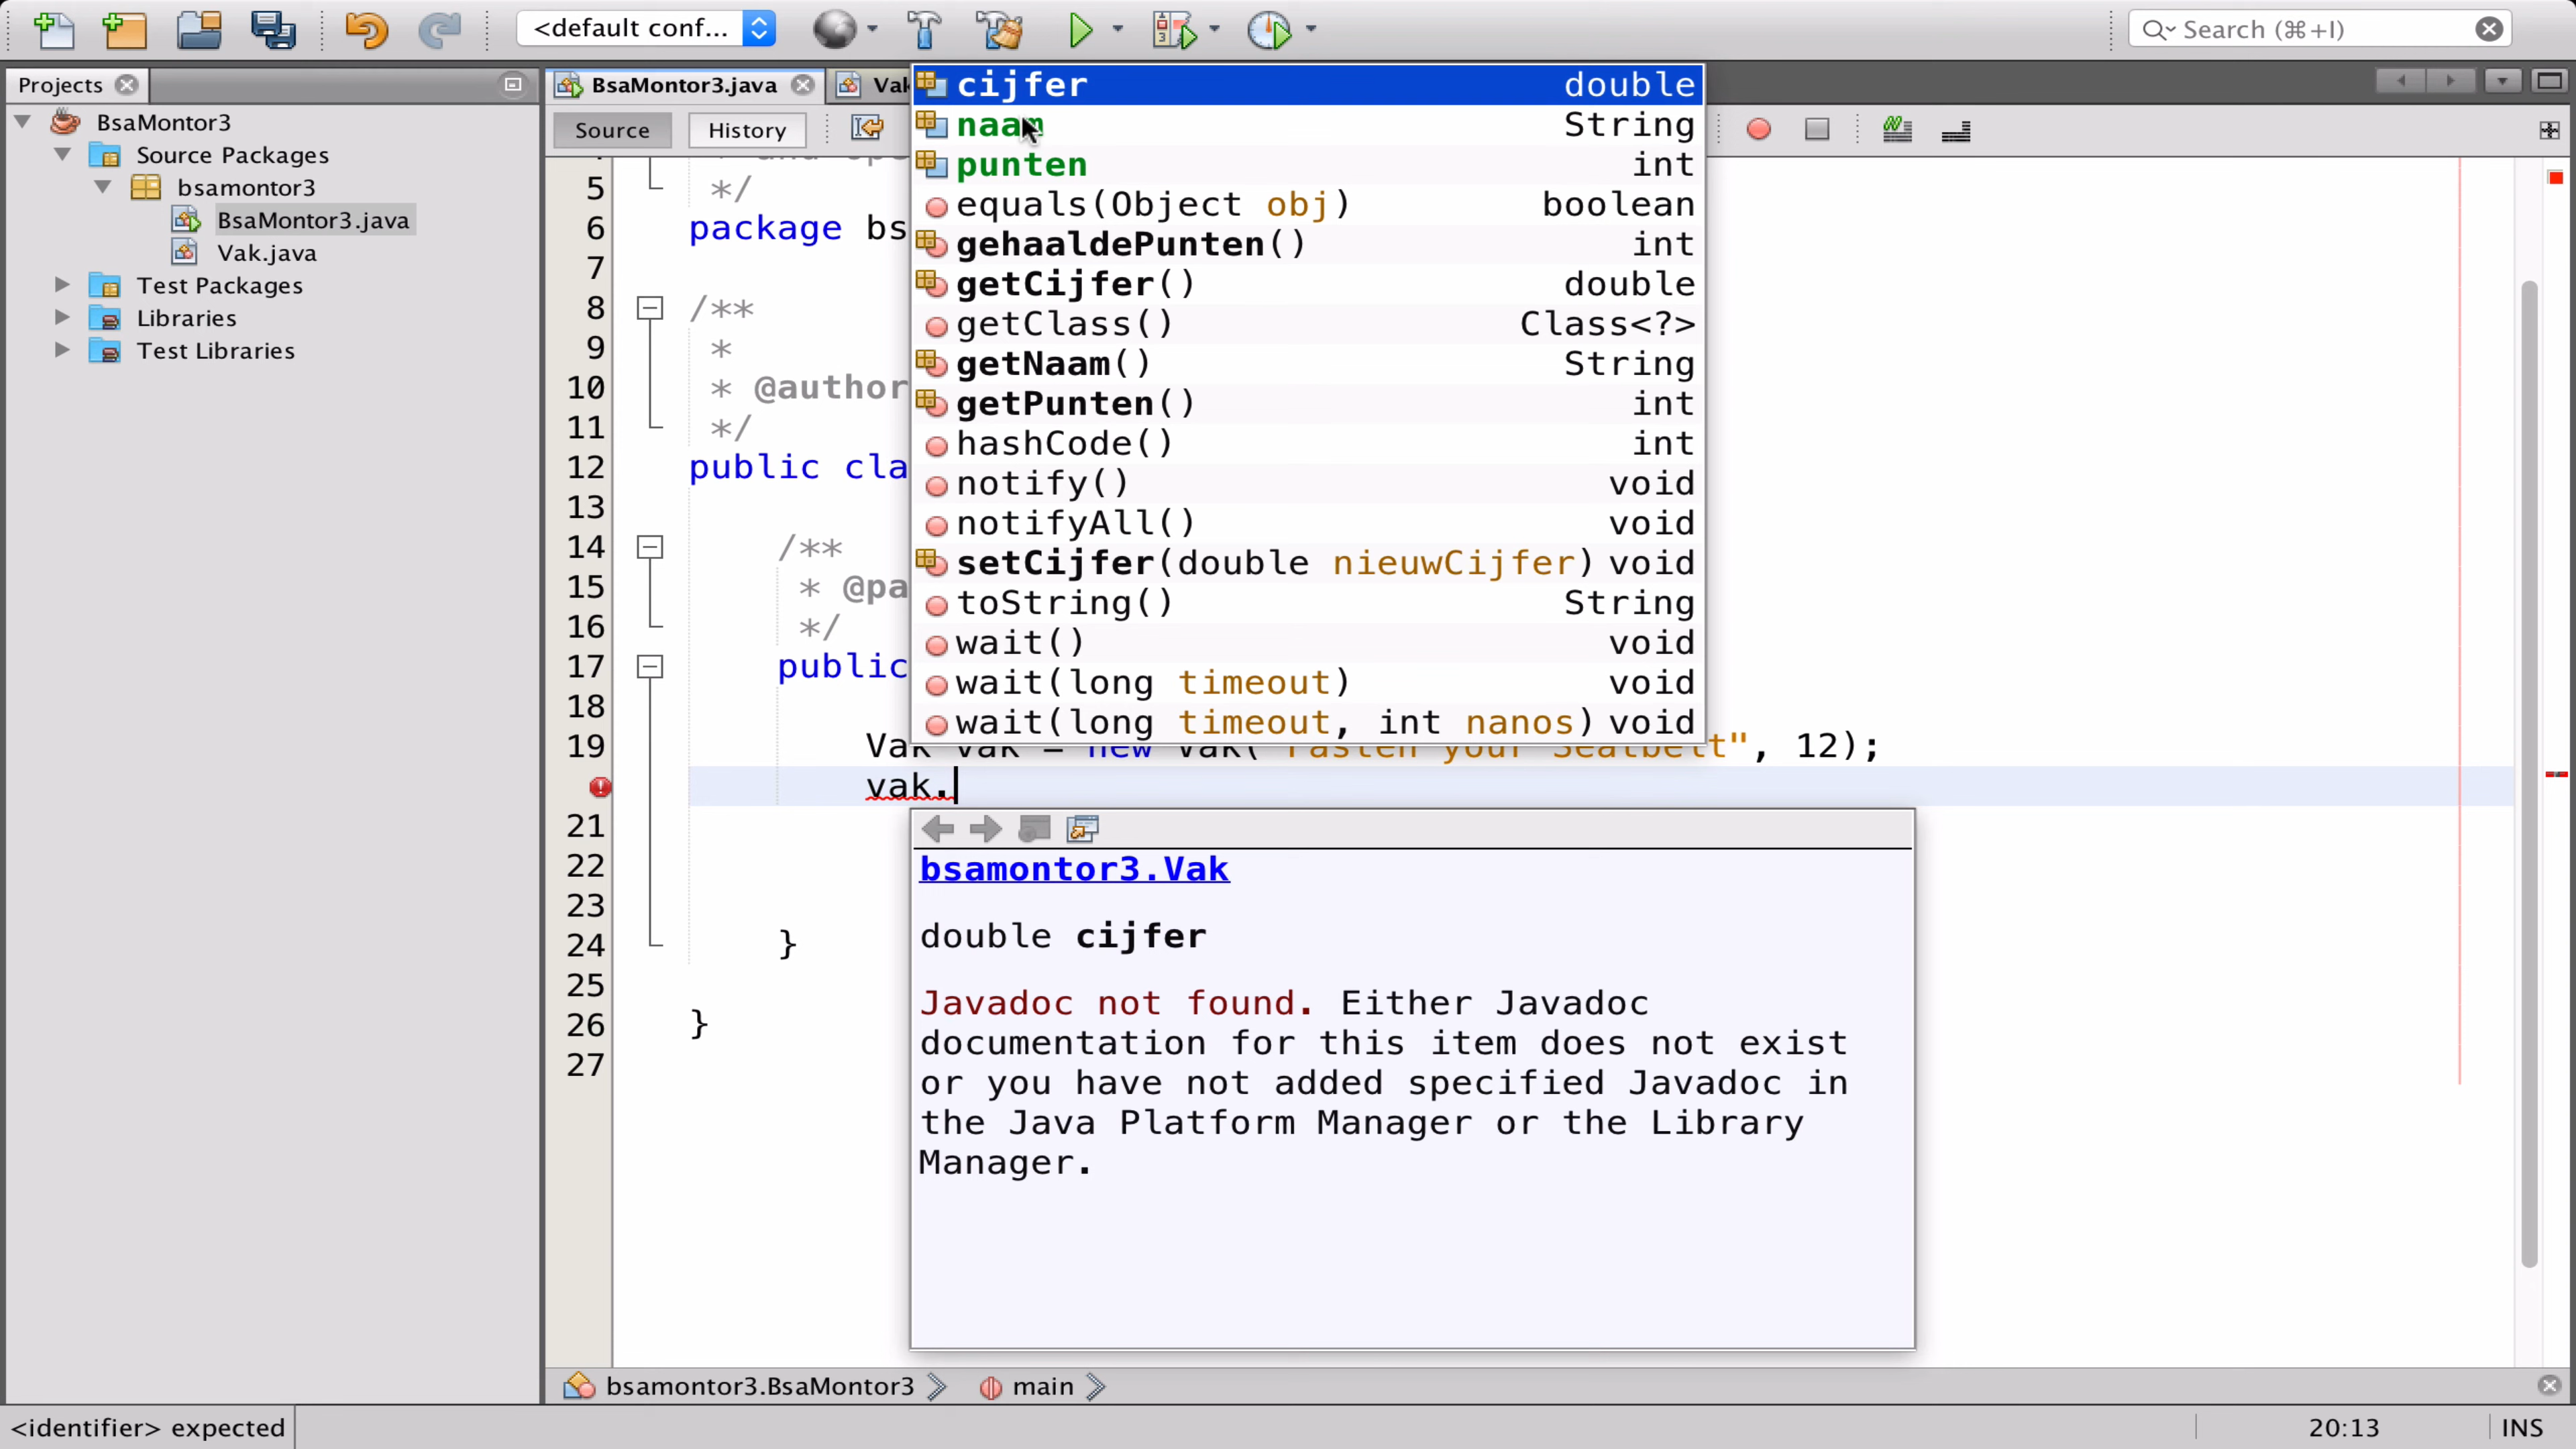 <default conf...
Search (⌘+I)
Projects
BsaMontor3.java
Vak
BsaMontor3
Source Packages
bsamontor3
BsaMontor3.java
Vak.java
Test Packages
Libraries
Test Libraries
Source
History
cijfer double
naam String
punten int
equals(Object obj) boolean
gehaaldePunten() int
getCijfer() double
getClass() Class<?>
getNaam() String
getPunten() int
hashCode() int
notify() void
notifyAll() void
setCijfer(double nieuwCijfer) void
toString() String
wait() void
wait(long timeout) void
wait(long timeout, int nanos) void
5 */
6 package bs
7
8 /**
9 *
10 * @author
11 */
12 public cla
13
14 /**
15 * @pa
16 */
17 public
18
19 Vak vak = new Vak("Fasten your Seatbelt", 12);
vak.
21
22
23
24 }
25
26 }
27
bsamontor3.Vak
double cijfer
Javadoc not found. Either Javadoc
documentation for this item does not exist
or you have not added specified Javadoc in
the Java Platform Manager or the Library
Manager.
bsamontor3.BsaMontor3
main
<identifier> expected
20:13
INS